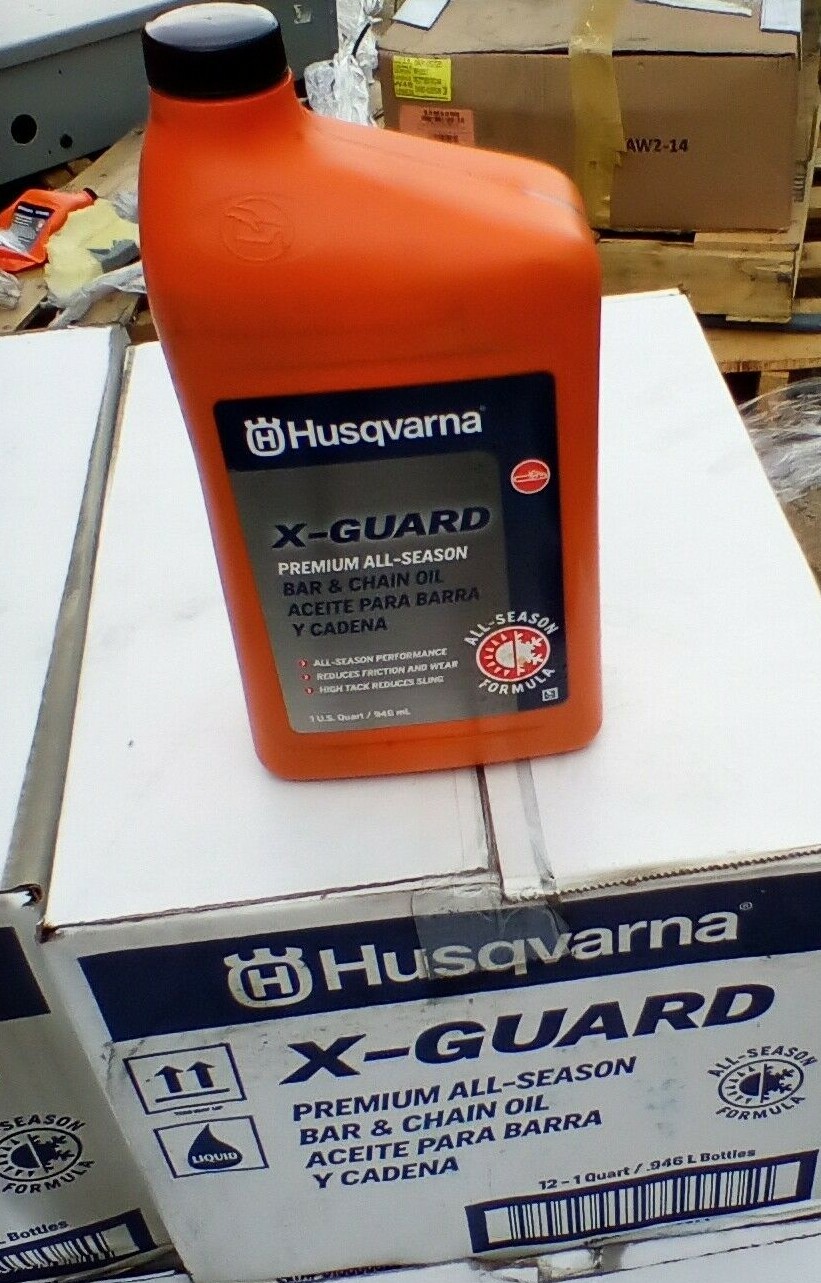 AW2-14
Husqvarna
X-GUARD
PREMIUM ALL-SEASON
BAR & CHAIN OIL
ACEITE PARA BARRA
Y CADENA
ALL-SEASON PERFORMANCE
REDUCES FRICTION AND WEAR
HIGH TACK REDUCES SLING
ALL-SEASON
FORMULA
1 U.S. Quart / 946 mL
Husqvarna®
X-GUARD
PREMIUM ALL-SEASON
BAR & CHAIN OIL
ACEITE PARA BARRA
Y CADENA
LIQUID
ALL-SEASON
FORMULA
12 - 1 Quart / .946 L Bottles
SEASON
FORMULA
L Bottles